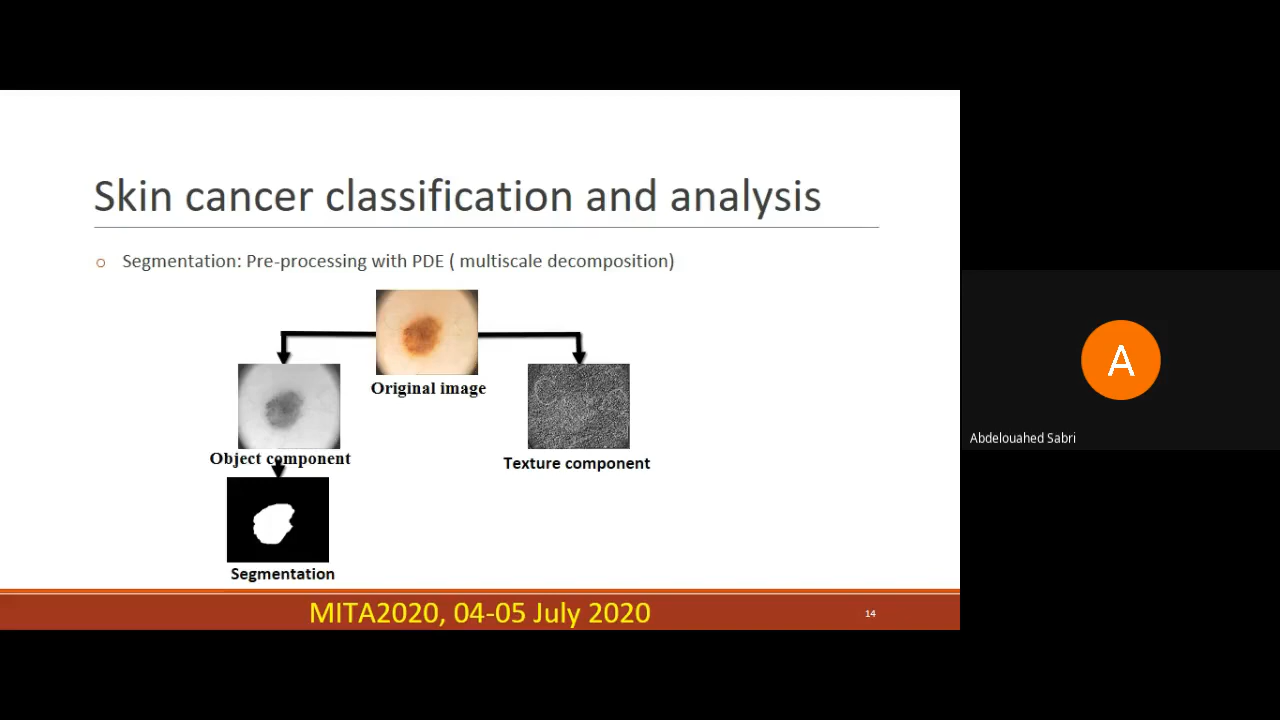 Skin cancer classification and analysis
o Segmentation: Pre-processing with PDE ( multiscale decomposition)
Original image
Object component
Texture component
Segmentation
MITA2020, 04-05 July 2020
14
A
Abdelouahed Sabri